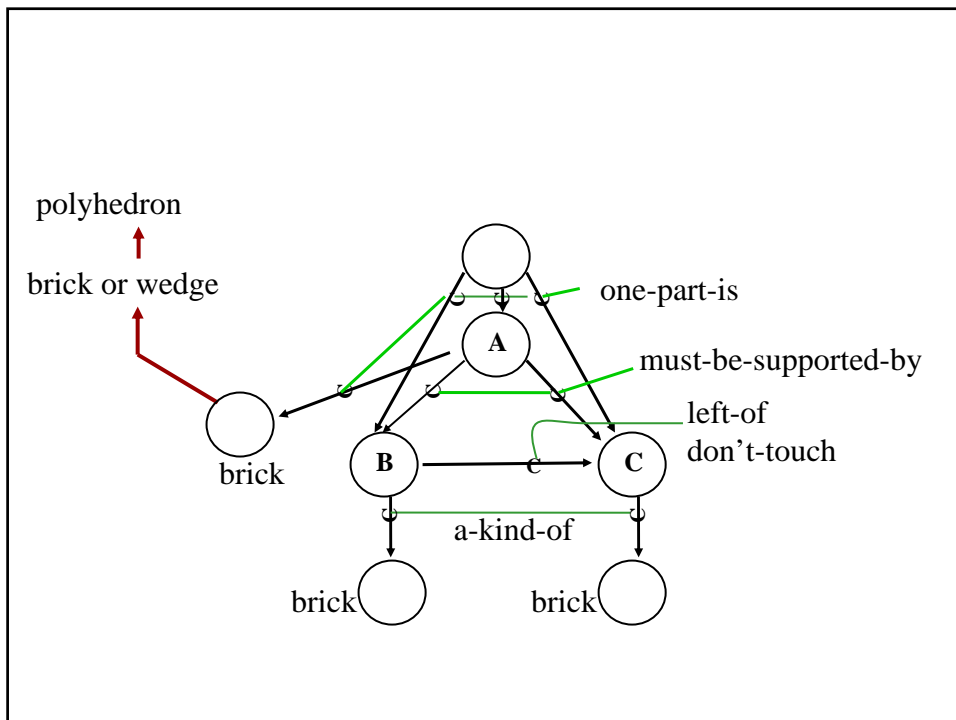 polyhedron
brick or wedge
one-part-is
A
must-be-supported-by
left-of
don’t-touch
brick
B
C
C
a-kind-of
brick
brick